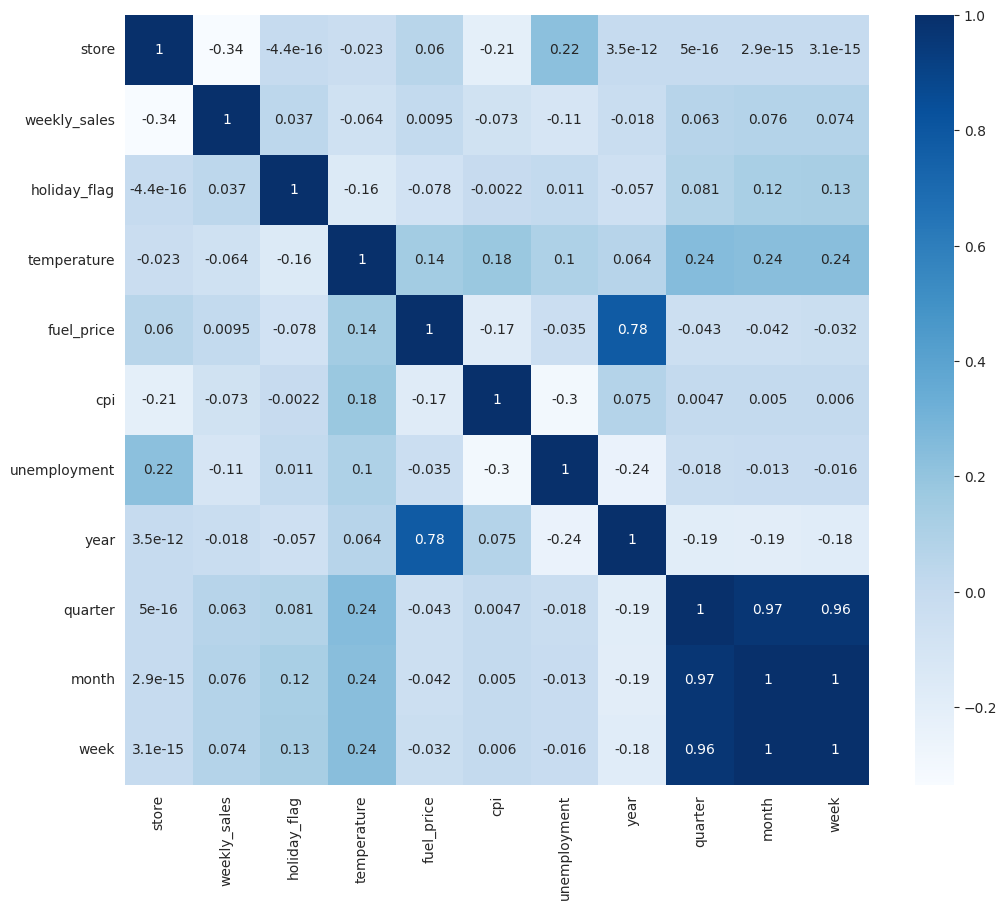 store 1 -0.34 -4.4e-16 -0.023 0.06 -0.21 0.22 3.5e-12 5e-16 2.9e-15 3.1e-15
weekly_sales -0.34 1 0.037 -0.064 0.0095 -0.073 -0.11 -0.018 0.063 0.076 0.074
holiday_flag -4.4e-16 0.037 1 -0.16 -0.078 -0.0022 0.011 -0.057 0.081 0.12 0.13
temperature -0.023 -0.064 -0.16 1 0.14 0.18 0.1 0.064 0.24 0.24 0.24
fuel_price 0.06 0.0095 -0.078 0.14 1 -0.17 -0.035 0.78 -0.043 -0.042 -0.032
cpi -0.21 -0.073 -0.0022 0.18 -0.17 1 -0.3 0.075 0.0047 0.005 0.006
unemployment 0.22 -0.11 0.011 0.1 -0.035 -0.3 1 -0.24 -0.018 -0.013 -0.016
year 3.5e-12 -0.018 -0.057 0.064 0.78 0.075 -0.24 1 -0.19 -0.19 -0.18
quarter 5e-16 0.063 0.081 0.24 -0.043 0.0047 -0.018 -0.19 1 0.97 0.96
month 2.9e-15 0.076 0.12 0.24 -0.042 0.005 -0.013 -0.19 0.97 1 1
week 3.1e-15 0.074 0.13 0.24 -0.032 0.006 -0.016 -0.18 0.96 1 1
store weekly_sales holiday_flag temperature fuel_price cpi unemployment year quarter month week
1.0
0.8
0.6
0.4
0.2
0.0
−0.2